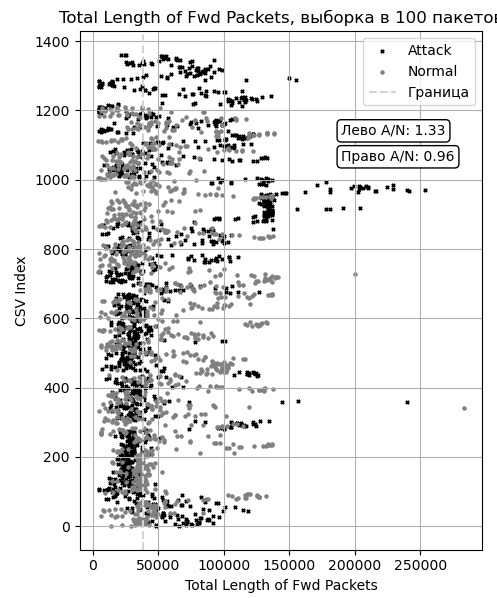 Total Length of Fwd Packets, выборка в 100 пакетов
Attack
Normal
Граница
Лево A/N: 1.33
Право A/N: 0.96
CSV Index
1400
1200
1000
800
600
400
200
0
0 50000 100000 150000 200000 250000
Total Length of Fwd Packets